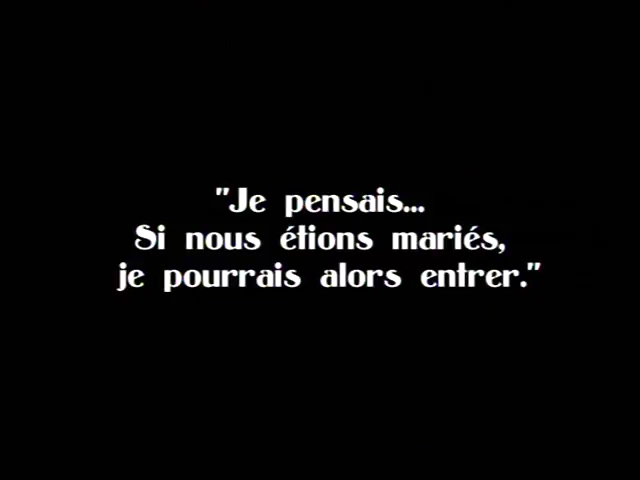 "Je pensais...
Si nous étions mariés,
je pourrais alors entrer."